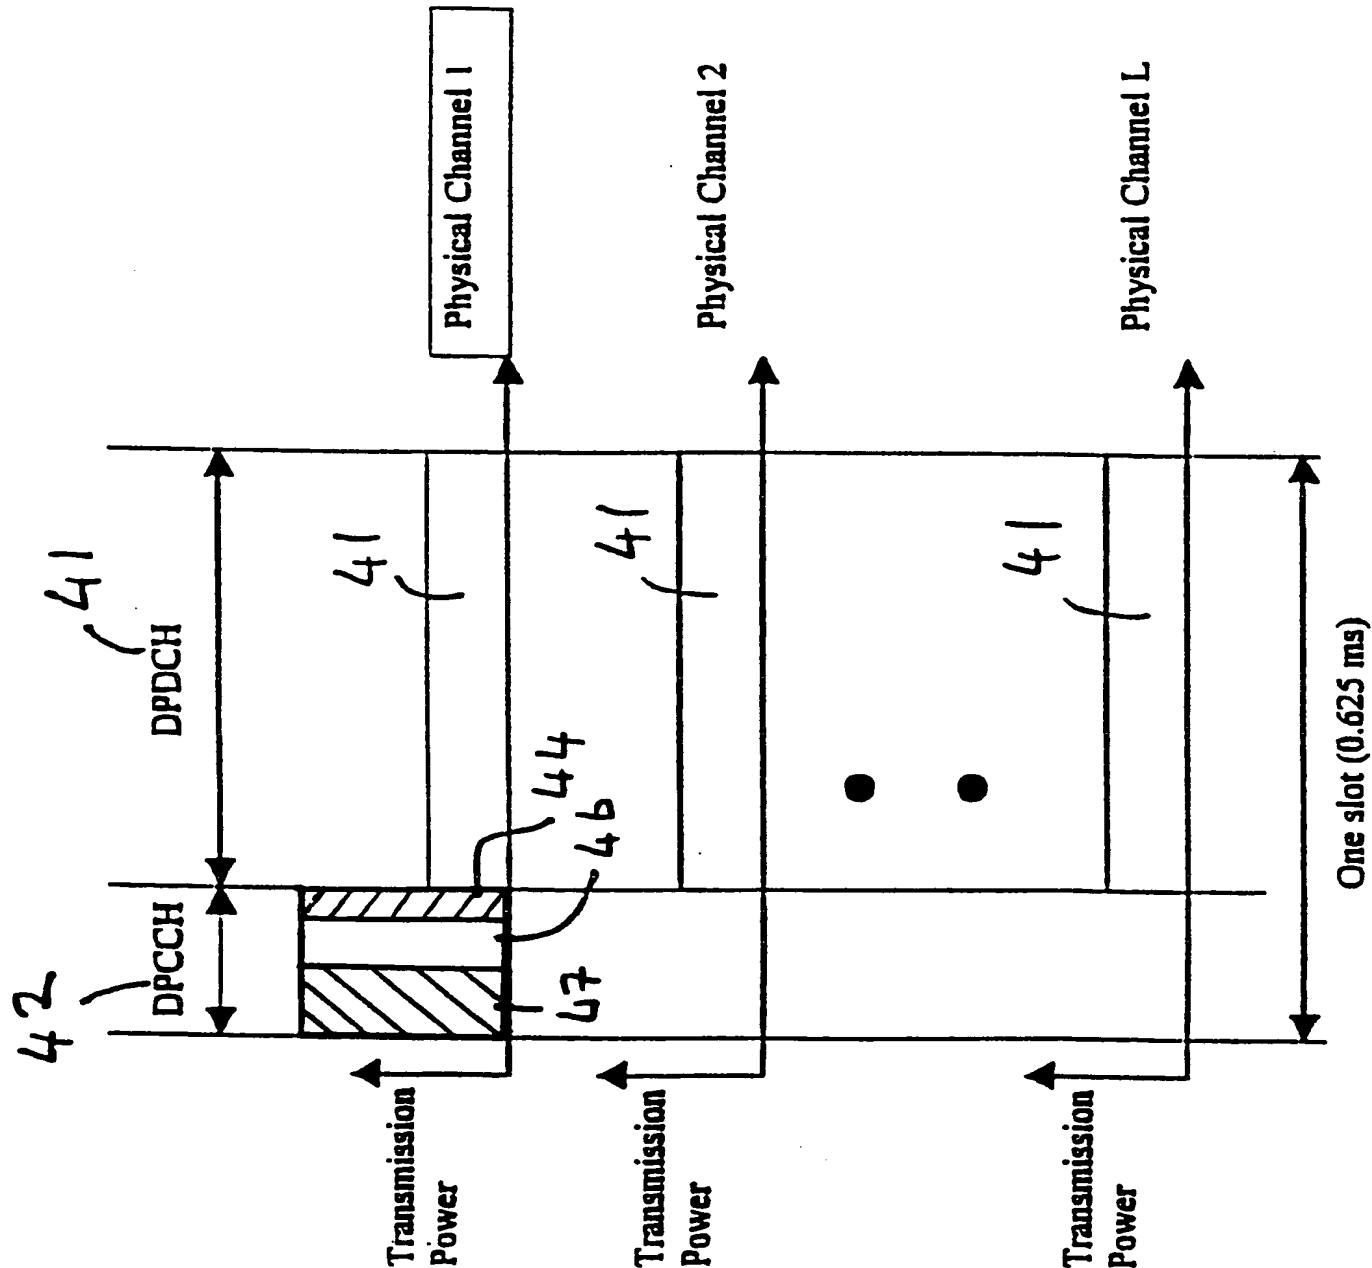 42
41
DPCCH
DPDCH
41
44
46
47
Transmission
Power
Physical Channel 1
41
Transmission
Power
Physical Channel 2
41
Transmission
Power
Physical Channel L
One slot (0.625 ms)